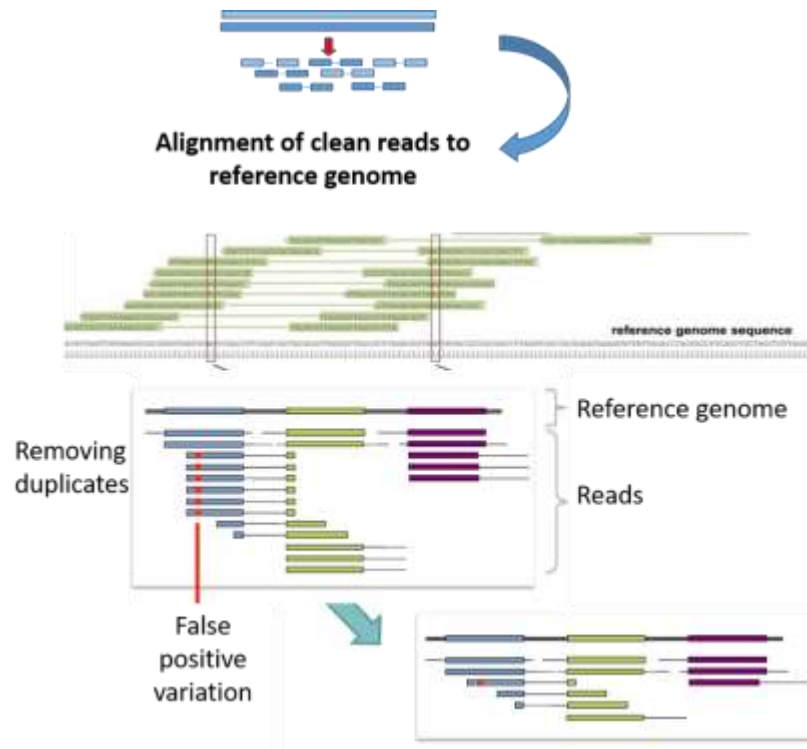 Alignment of clean reads to
reference genome
reference genome sequence
Reference genome
Removing
duplicates
Reads
False
positive
variation